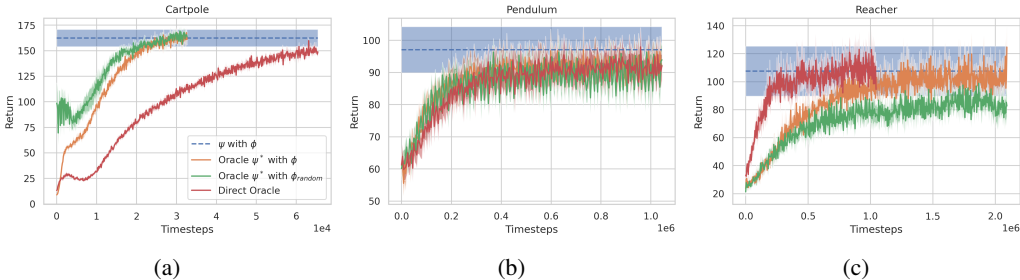 Cartpole
Return
175
150
125
100
75
50
25
0
0
1
2
3
4
5
6
1e4
Timesteps
ψ with ϕ
Oracle ψ* with ϕ
Oracle ψ* with ϕrandom
Direct Oracle
(a)
Pendulum
Return
100
90
80
70
60
50
0.0
0.2
0.4
0.6
0.8
1.0
1e6
Timesteps
(b)
Reacher
Return
140
120
100
80
60
40
20
0.0
0.5
1.0
1.5
2.0
1e6
Timesteps
(c)